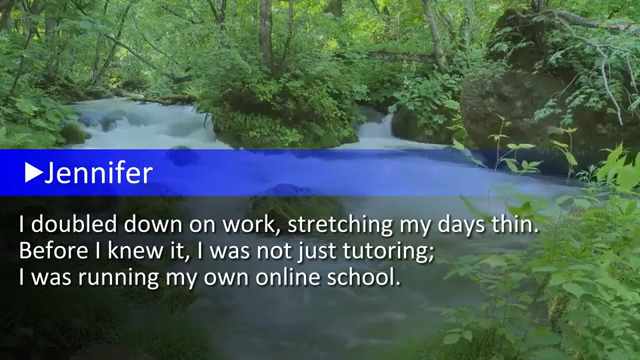 ▶Jennifer
I doubled down on work, stretching my days thin.
Before I knew it, I was not just tutoring;
I was running my own online school.